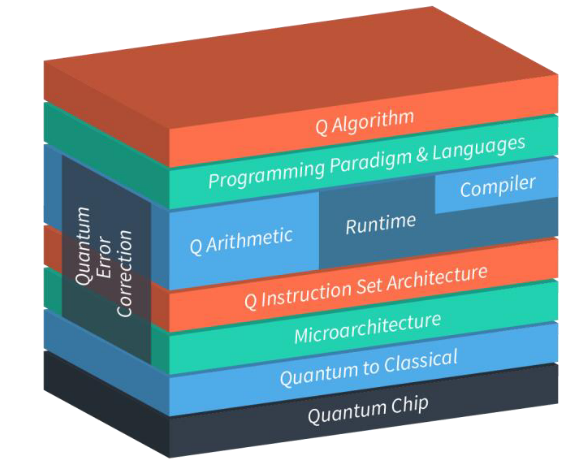 Q Algorithm
Programming Paradigm & Languages
Compiler
Q Arithmetic
Runtime
Quantum
Error
Correction
Q Instruction Set Architecture
Microarchitecture
Quantum to Classical
Quantum Chip